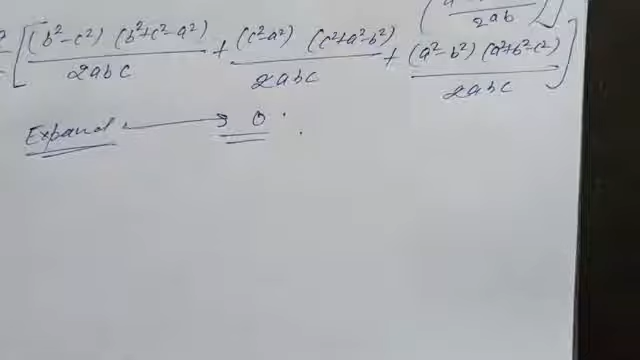 2ab
= [ (b²-c²) (b²+c²-a²) / 2abc + (c²-a²) (c²+a²-b²) / 2abc + (a²-b²) (a²+b²-c²) / 2abc ]
Expand → 0.